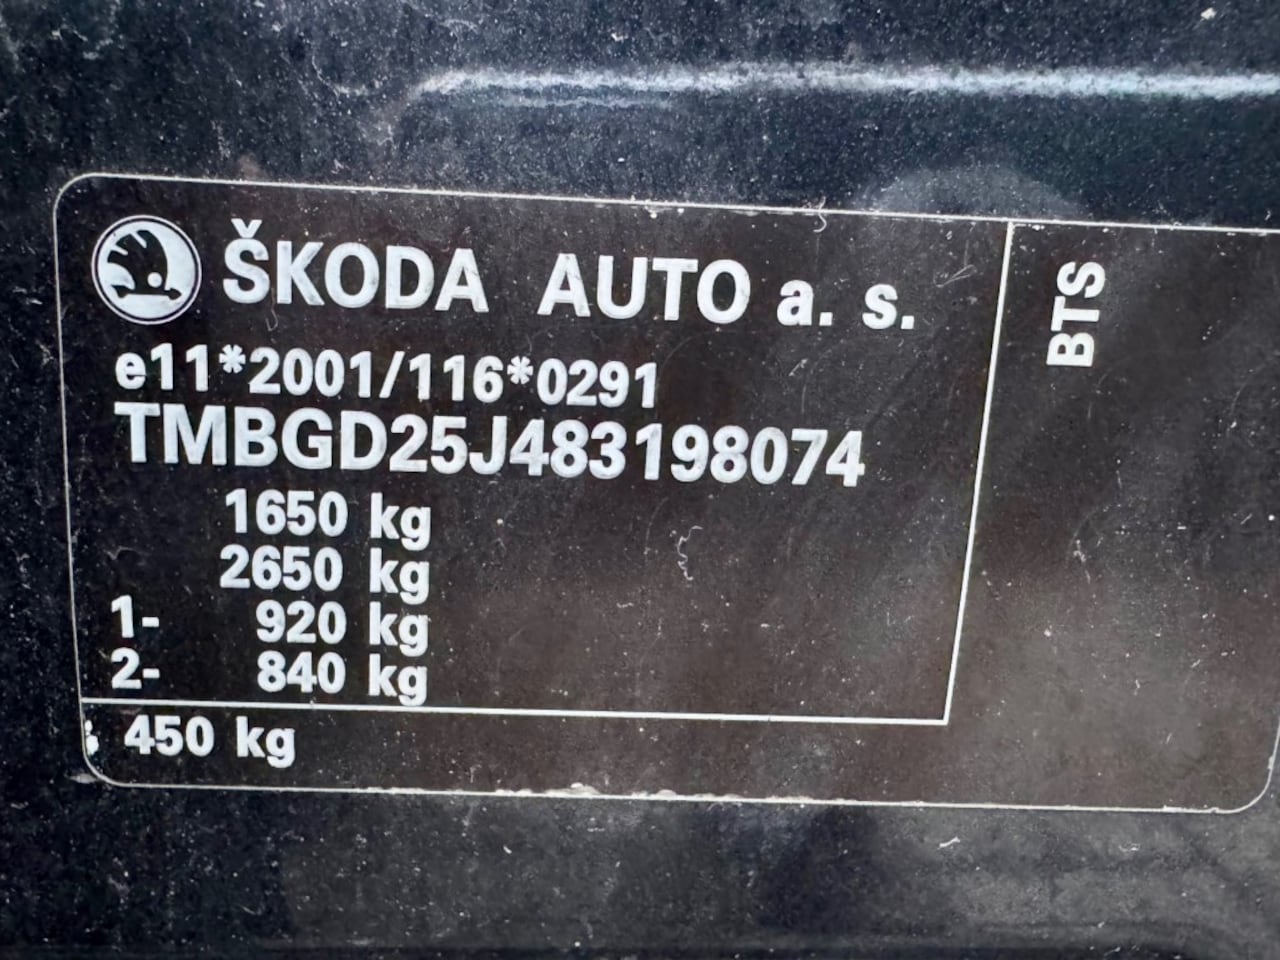 ŠKODA AUTO a. s.
e11*2001/116*0291
TMBGD25J483198074
1650 kg
2650 kg
1- 920 kg
2- 840 kg
450 kg
BTS